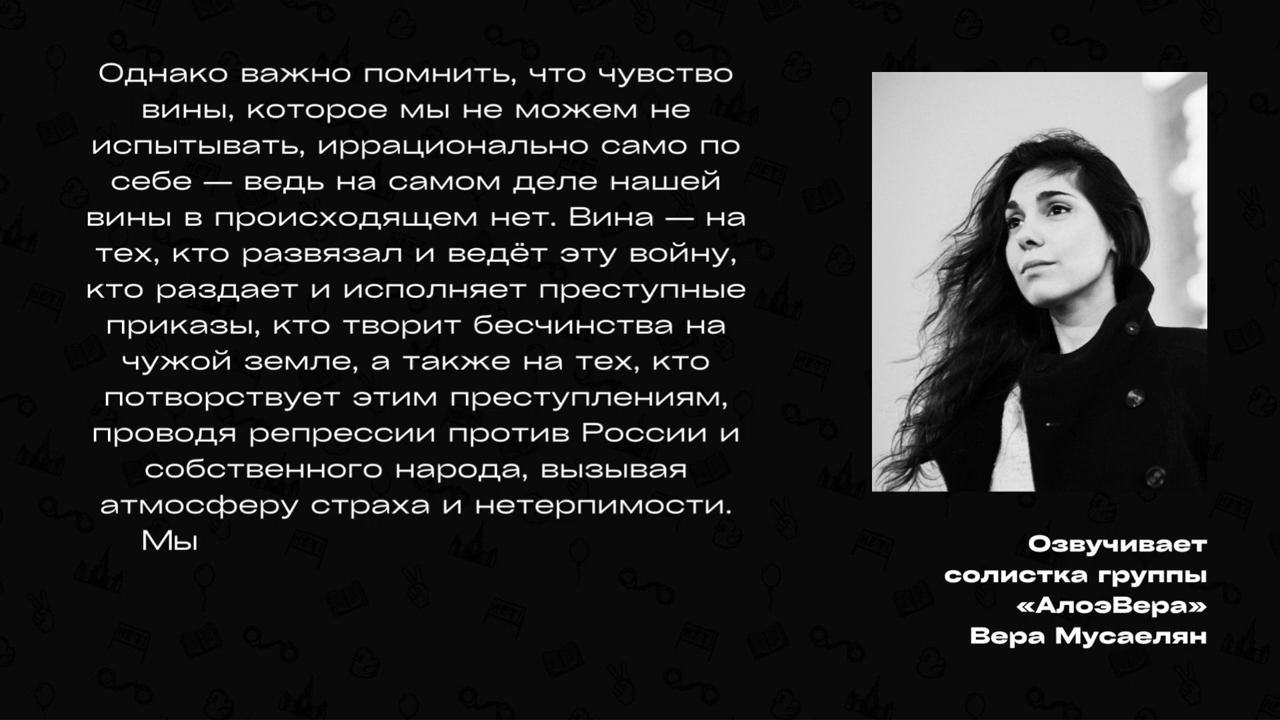 Однако важно помнить, что чувство
вины, которое мы не можем не
испытывать, иррационально само по
себе — ведь на самом деле нашей
вины в происходящем нет. Вина — на
тех, кто развязал и ведёт эту войну,
кто раздает и исполняет преступные
приказы, кто творит бесчинства на
чужой земле, а также на тех, кто
потворствует этим преступлениям,
проводя репрессии против России и
собственного народа, вызывая
атмосферу страха и нетерпимости.
Мы
Озвучивает
солистка группы
«АлоэВера»
Вера Мусаелян